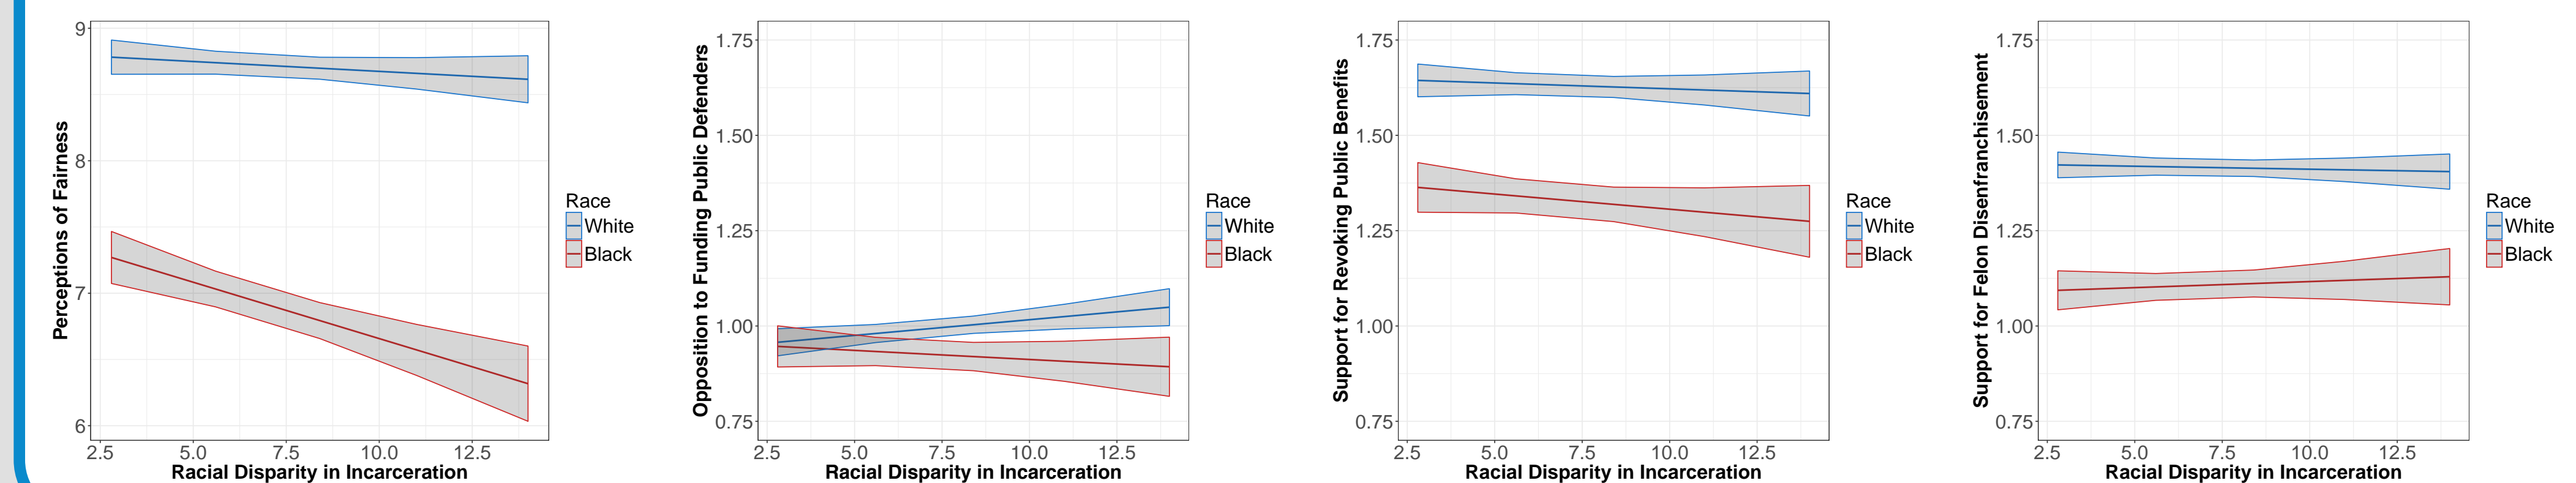 Perceptions of Fairness
9
8
7
6
2.5 5.0 7.5 10.0 12.5
Racial Disparity in Incarceration
Race
White
Black
Opposition to Funding Public Defenders
1.75
1.50
1.25
1.00
0.75
2.5 5.0 7.5 10.0 12.5
Racial Disparity in Incarceration
Race
White
Black
Support for Revoking Public Benefits
1.75
1.50
1.25
1.00
0.75
2.5 5.0 7.5 10.0 12.5
Racial Disparity in Incarceration
Race
White
Black
Support for Felon Disenfranchisement
1.75
1.50
1.25
1.00
0.75
2.5 5.0 7.5 10.0 12.5
Racial Disparity in Incarceration
Race
White
Black